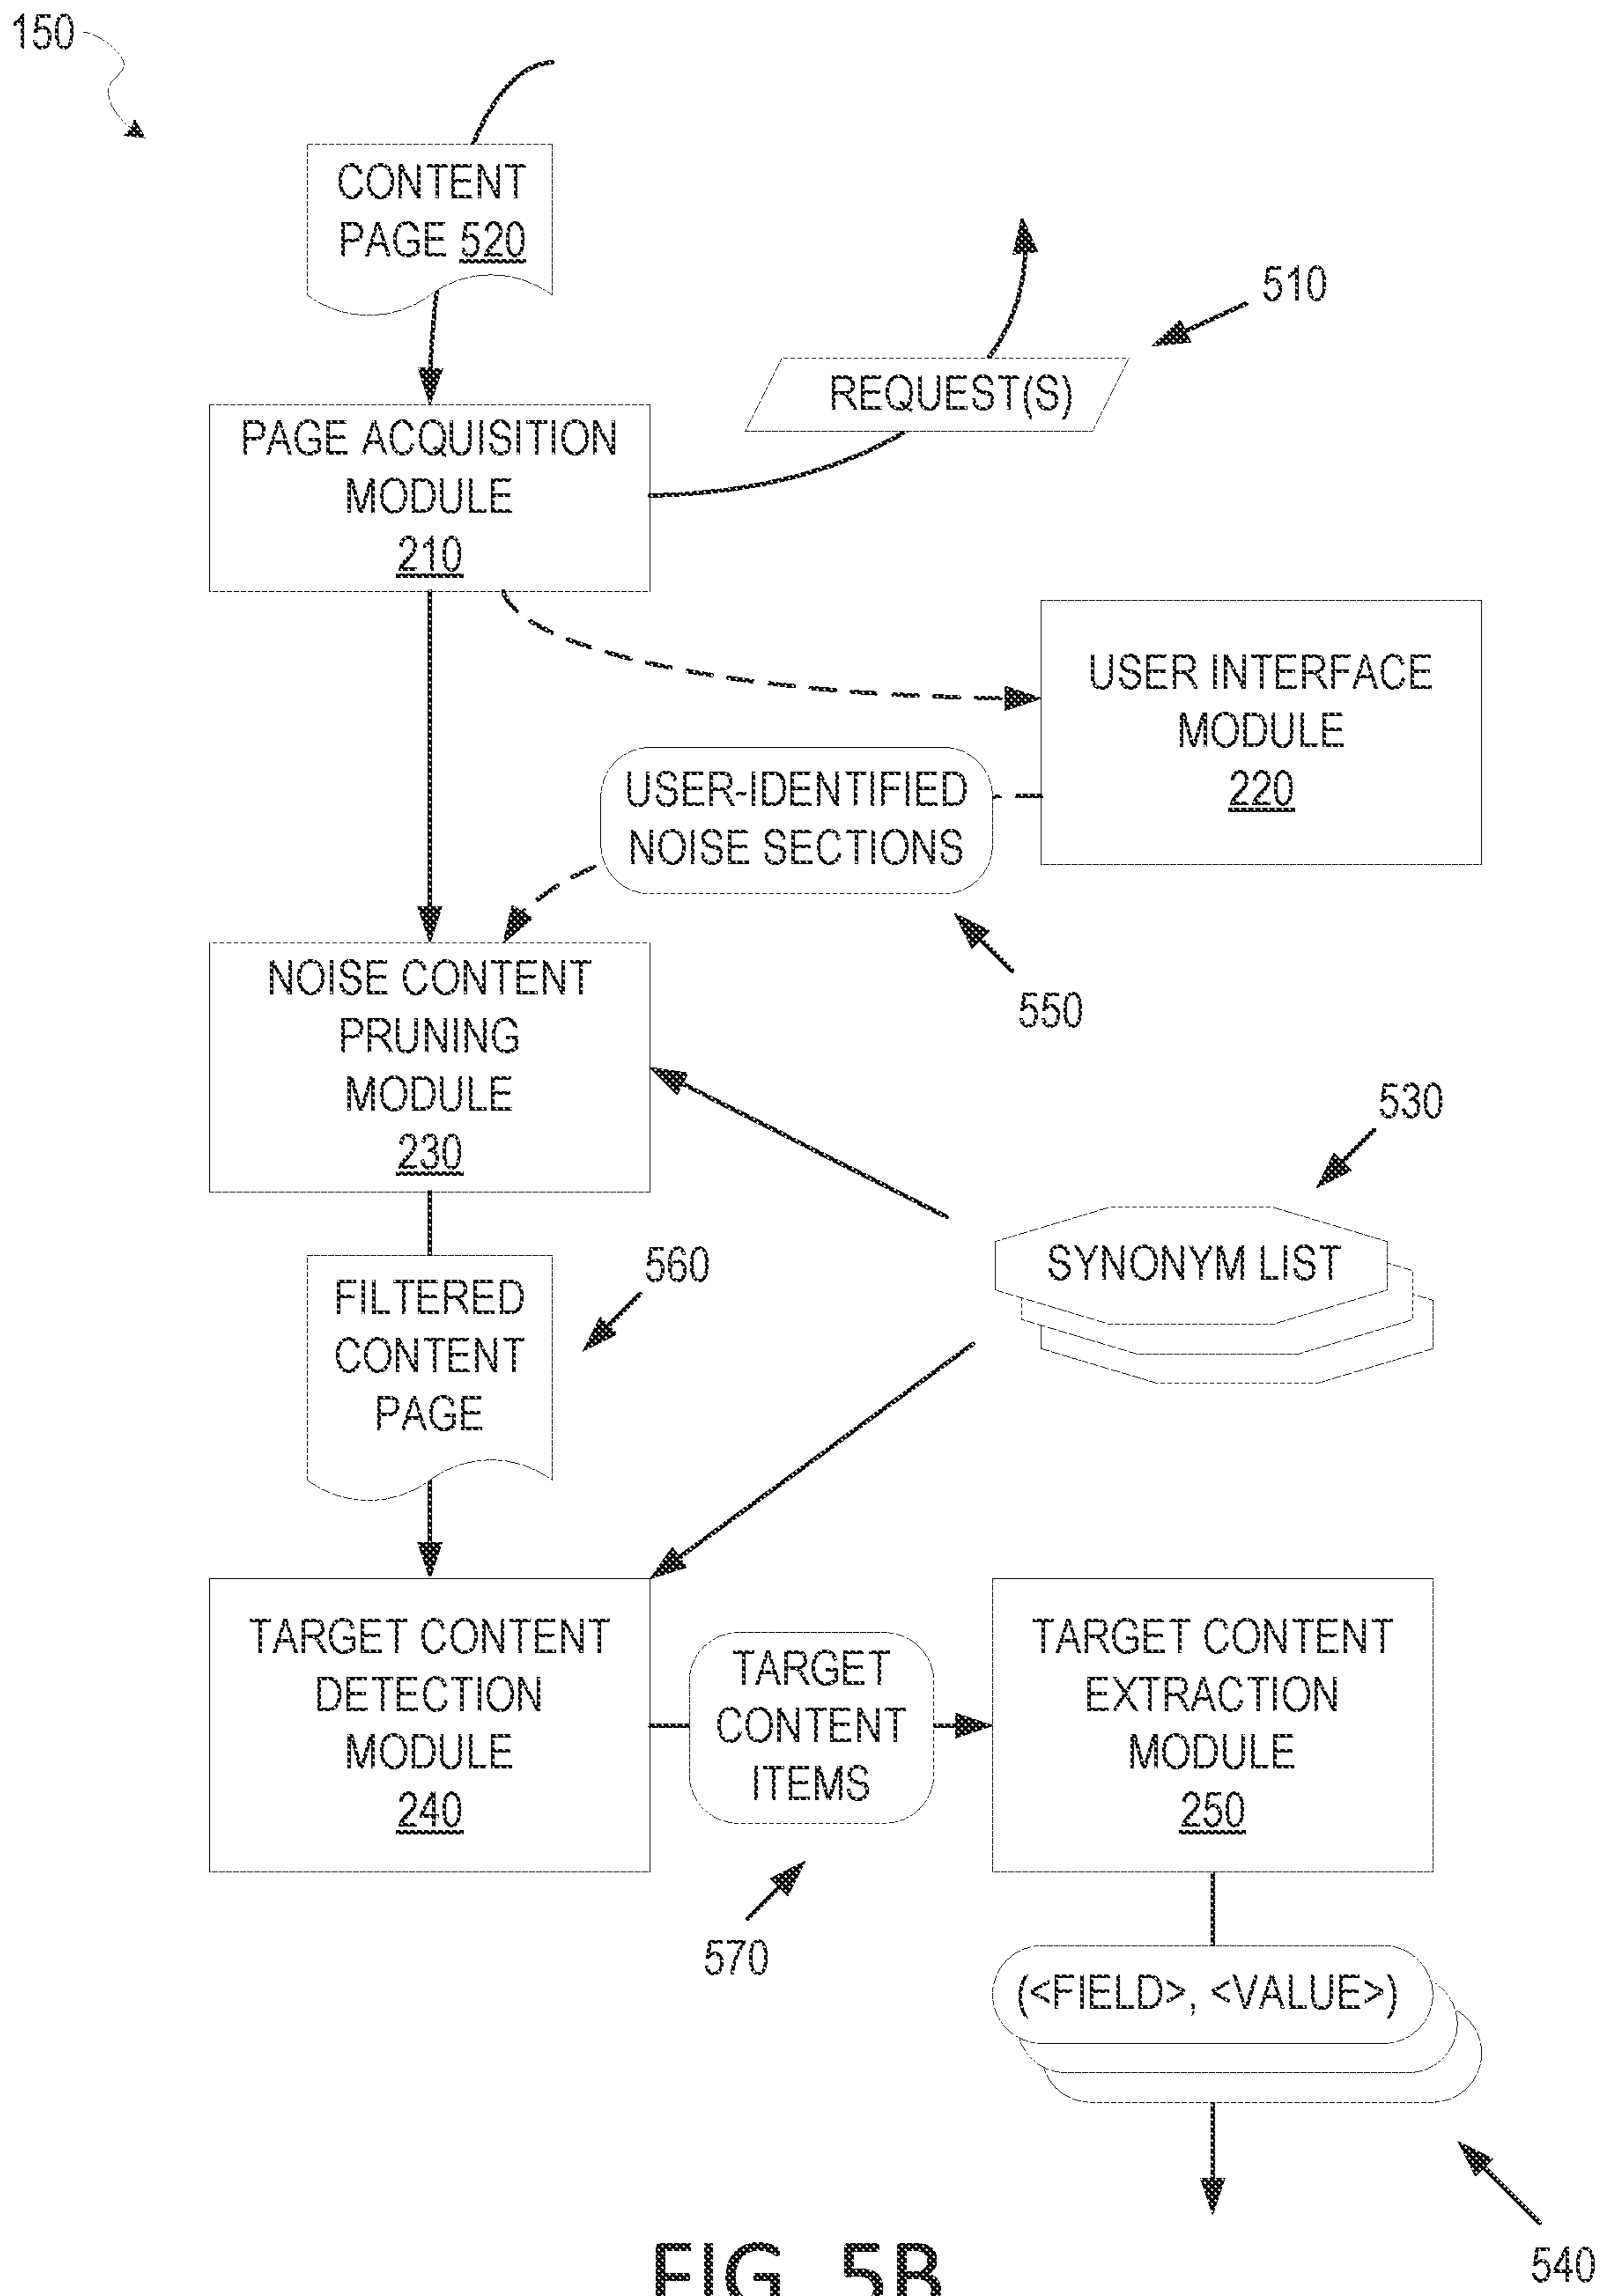 150
CONTENT
PAGE 520
510
REQUEST(S)
PAGE ACQUISITION
MODULE
210
USER INTERFACE
MODULE
220
USER-IDENTIFIED
NOISE SECTIONS
550
NOISE CONTENT
PRUNING
MODULE
230
530
SYNONYM LIST
560
FILTERED
CONTENT
PAGE
TARGET CONTENT
DETECTION
MODULE
240
TARGET
CONTENT
ITEMS
TARGET CONTENT
EXTRACTION
MODULE
250
570
(<FIELD>, <VALUE>)
540
FIG. 5B